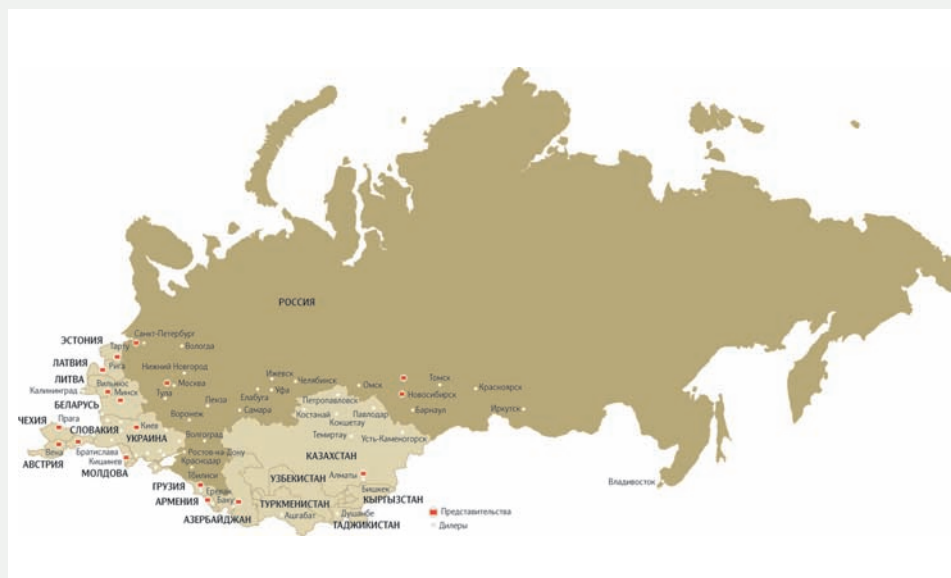 РОССИЯ
Санкт-Петербург
ЭСТОНИЯ
Тарту
Вологда
ЛАТВИЯ
Рига
Нижний Новгород
ЛИТВА
Вильнюс
Москва
Ижевск
Челябинск
Томск
Калининград
Минск
Тула
Елабуга
Уфа
Омск
Новосибирск
Красноярск
БЕЛАРУСЬ
Пенза
Самара
Петропавловск
Барнаул
Иркутск
Воронеж
Костанай
Павлодар
Кокшетау
ЧЕХИЯ
Прага
СЛОВАКИЯ
Киев
Волгоград
Темиртау
Усть-Каменогорск
УКРАИНА
Вена
Братислава
Ростов-на-Дону
КАЗАХСТАН
АВСТРИЯ
Кишинев
Краснодар
МОЛДОВА
Тбилиси
УЗБЕКИСТАН
Алматы
Владивосток
ГРУЗИЯ
Ереван
Бишкек
АРМЕНИЯ
Баку
ТУРКМЕНИСТАН
КЫРГЫЗСТАН
АЗЕРБАЙДЖАН
Ашгабат
Душанбе
ТАДЖИКИСТАН
Представительства
Дилеры